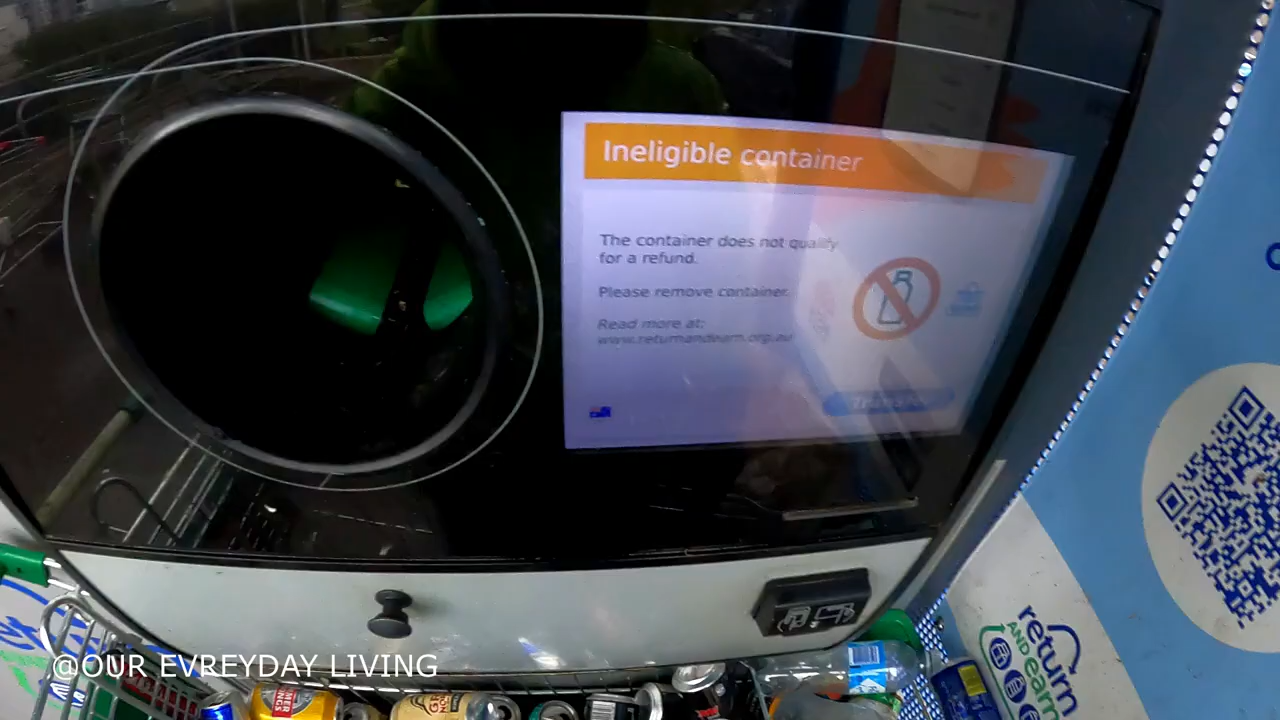 Ineligible container
The container does not qualify
for a refund.
Please remove container.
Read more at:
www.returnandearn.org.au
return
AND
earn
@OUR EVREYDAY LIVING